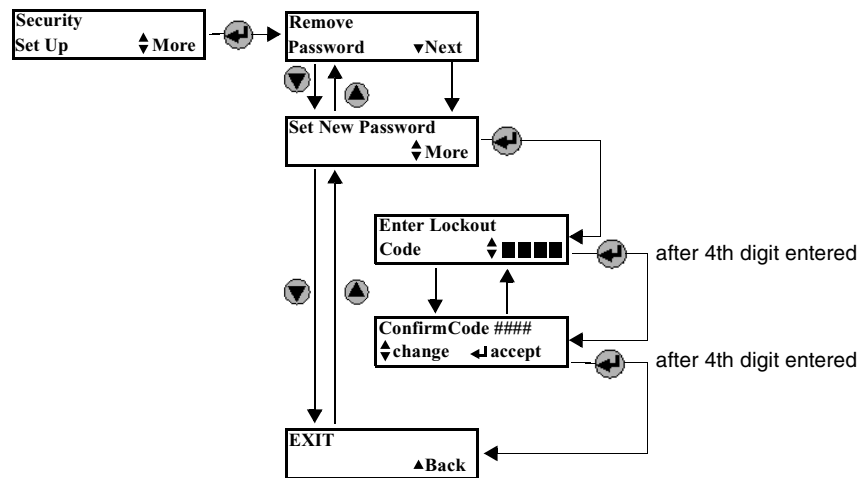 Security
Set Up ▲▼More
Remove
Password ▼Next
Set New Password
▲▼More
Enter Lockout
Code ▲▼■■■■
after 4th digit entered
ConfirmCode ####
▲▼change ↵accept
after 4th digit entered
EXIT
▲Back